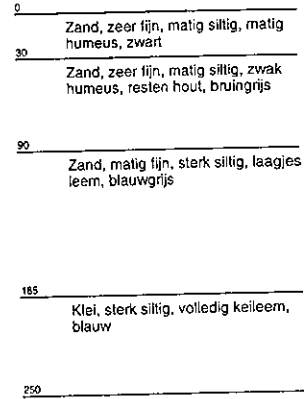 0
Zand, zeer fijn, matig siltig, matig
humeus, zwart
30
Zand, zeer fijn, matig siltig, zwak
humeus, resten hout, bruingrijs
90
Zand, matig fijn, sterk siltig, laagjes
leem, blauwgrijs
185
Klei, sterk siltig, volledig keileem,
blauw
250